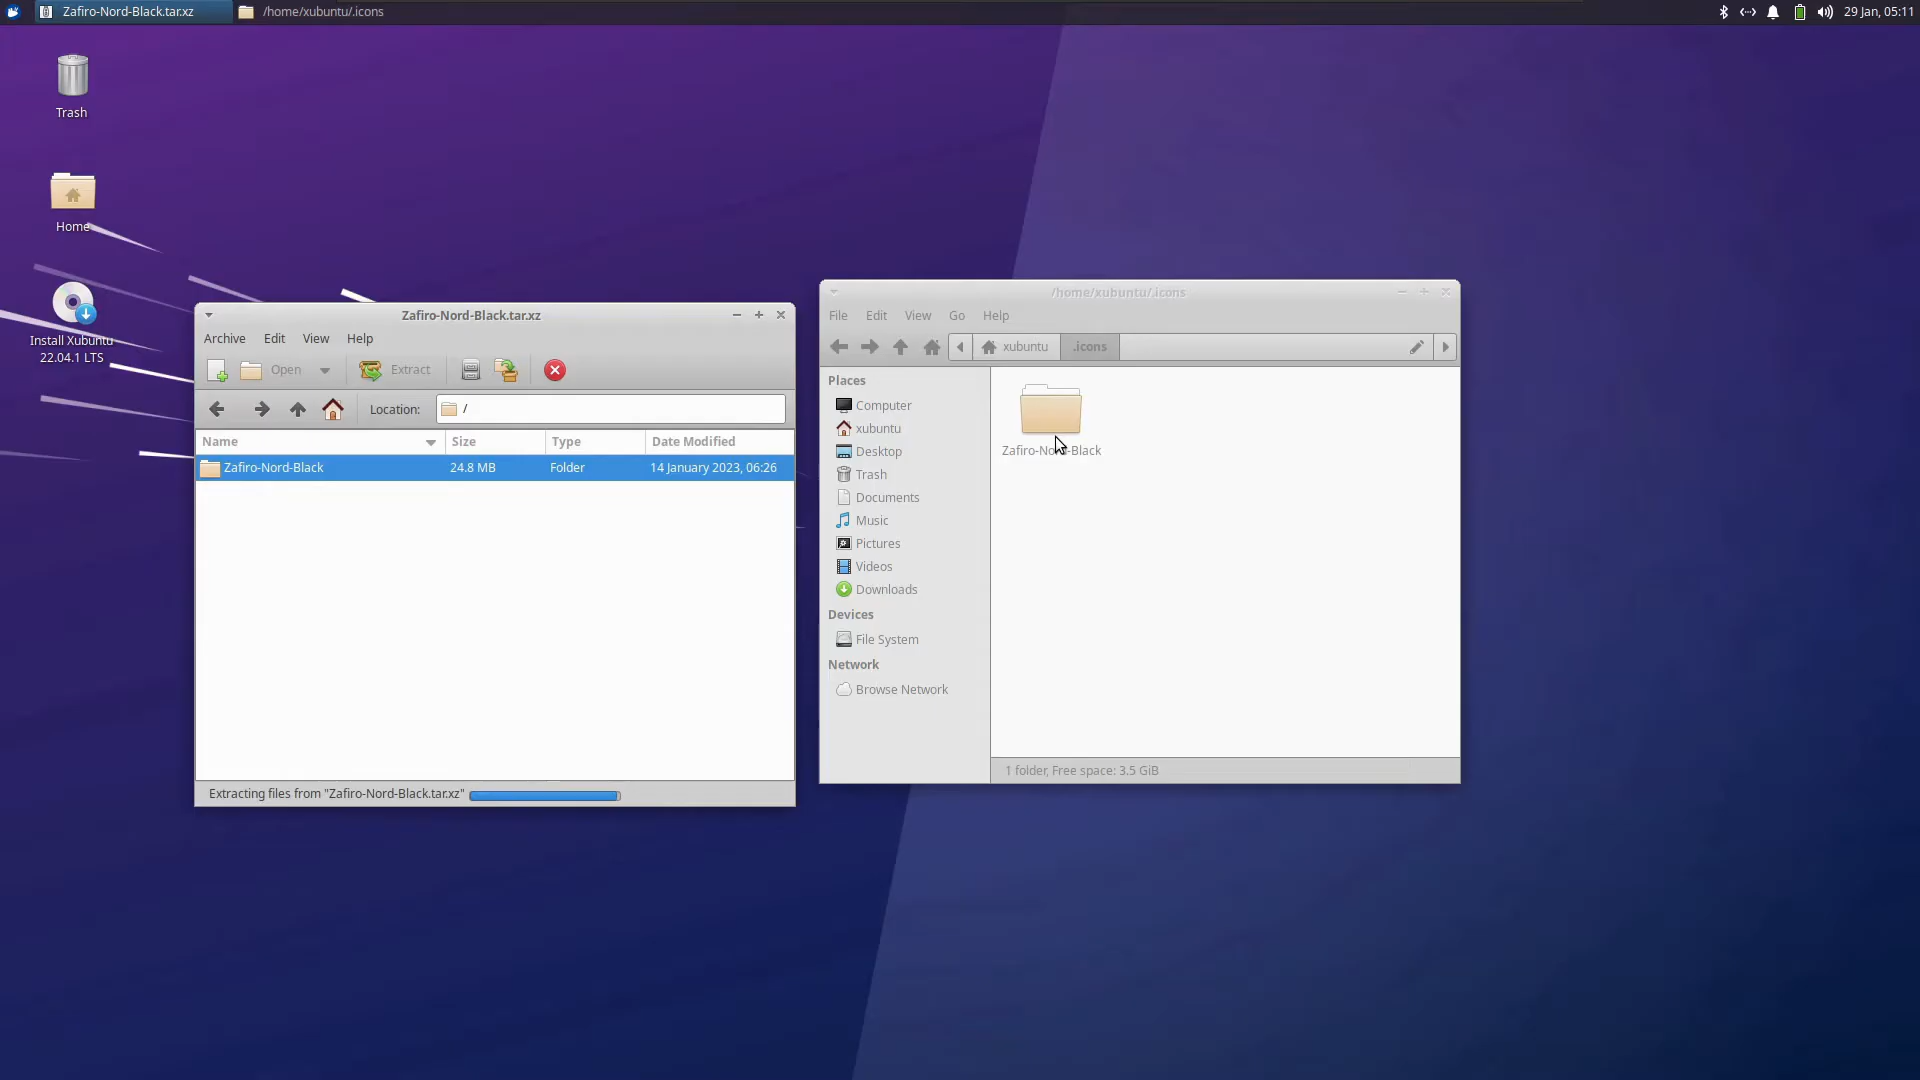 Zafiro-Nord-Black.tar.xz
/home/xubuntu/.icons
29 Jan, 05:11
Trash
Home
Install Xubuntu
22.04.1 LTS
Zafiro-Nord-Black.tar.xz
Archive Edit View Help
Open Extract
Location: /
Name Size Type Date Modified
Zafiro-Nord-Black 24.8 MB Folder 14 January 2023, 06:26
Extracting files from "Zafiro-Nord-Black.tar.xz"
/home/xubuntu/.icons
File Edit View Go Help
xubuntu .icons
Places
Computer
xubuntu
Desktop
Trash
Documents
Music
Pictures
Videos
Downloads
Devices
File System
Network
Browse Network
Zafiro-Nord-Black
1 folder, Free space: 3.5 GiB